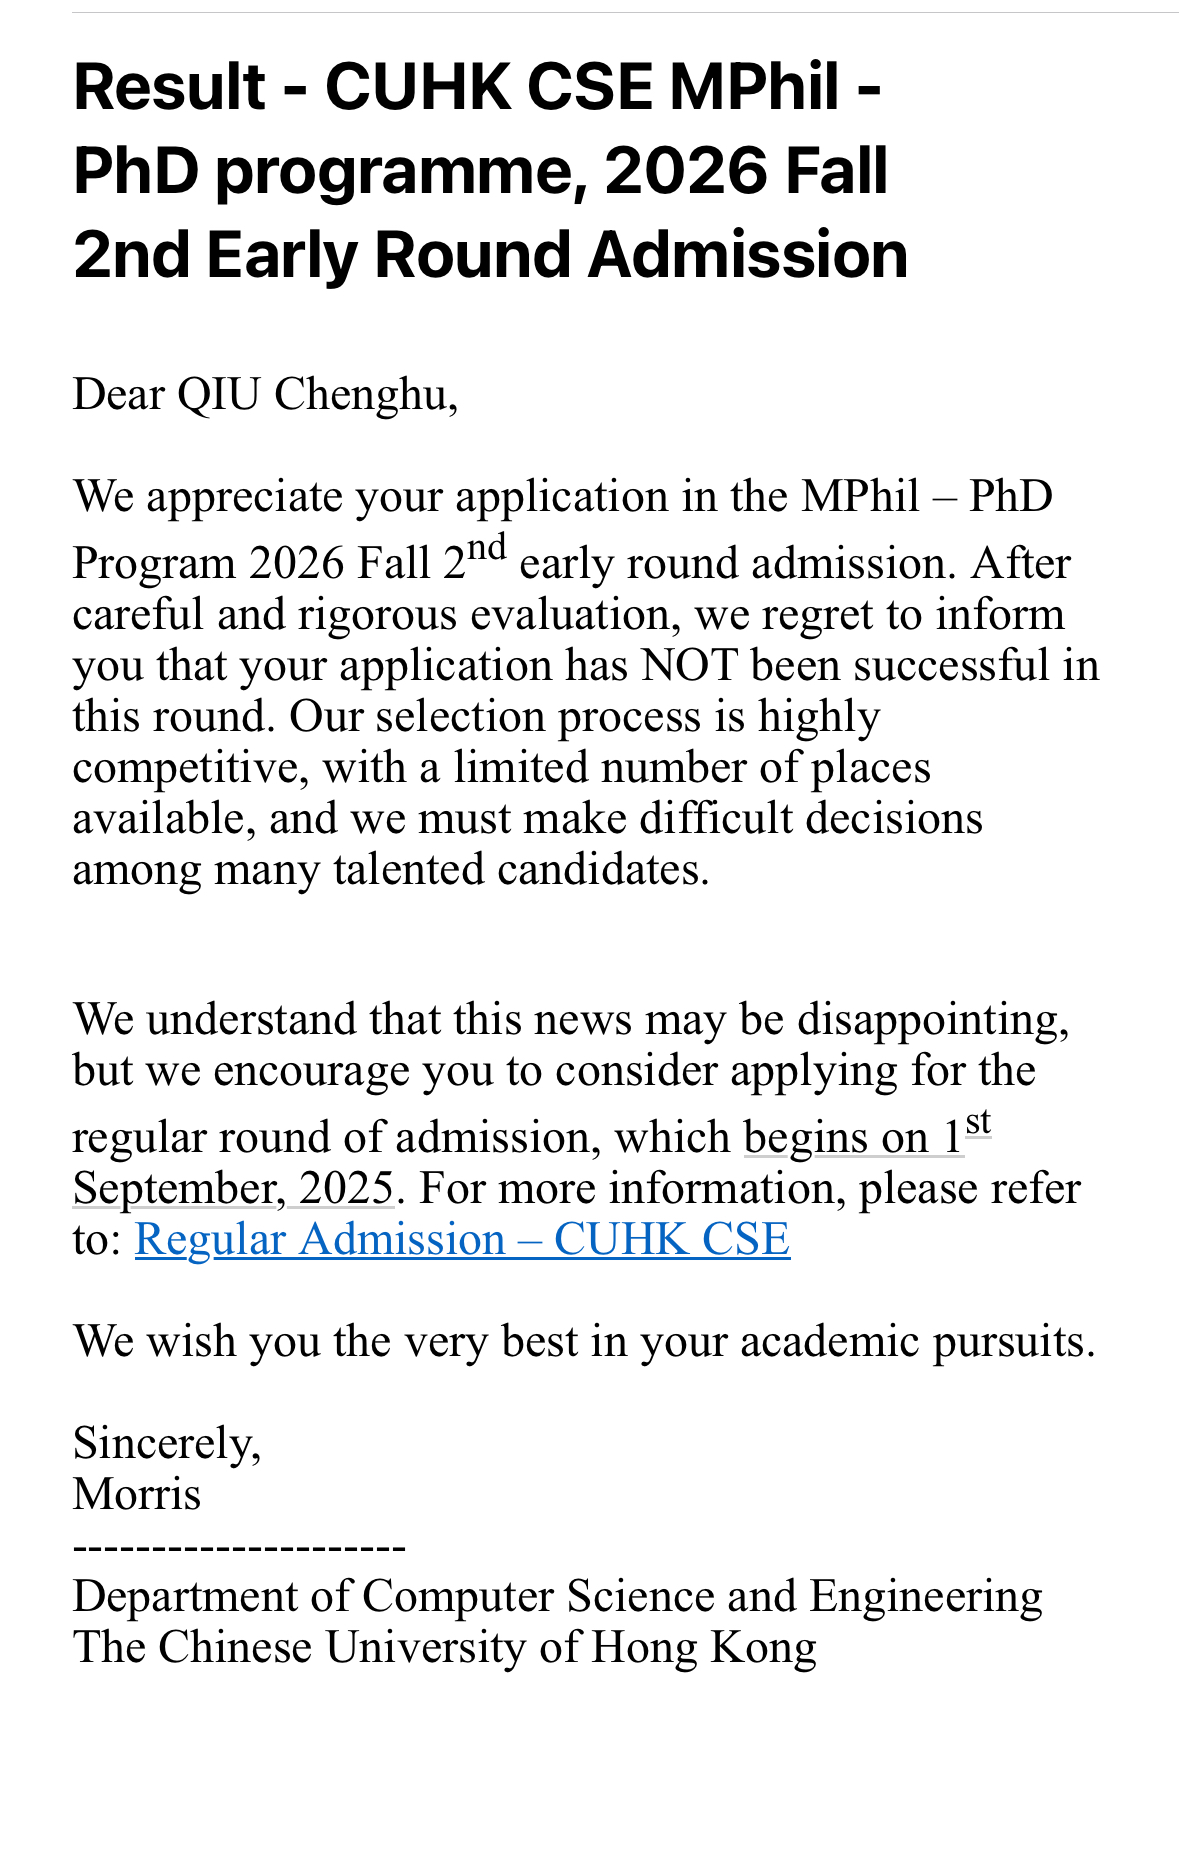 Result - CUHK CSE MPhil -
PhD programme, 2026 Fall
2nd Early Round Admission
Dear QIU Chenghu,
We appreciate your application in the MPhil – PhD
Program 2026 Fall 2nd early round admission. After
careful and rigorous evaluation, we regret to inform
you that your application has NOT been successful in
this round. Our selection process is highly
competitive, with a limited number of places
available, and we must make difficult decisions
among many talented candidates.
We understand that this news may be disappointing,
but we encourage you to consider applying for the
regular round of admission, which begins on 1st
September, 2025. For more information, please refer
to: Regular Admission – CUHK CSE
We wish you the very best in your academic pursuits.
Sincerely,
Morris
---------------------
Department of Computer Science and Engineering
The Chinese University of Hong Kong